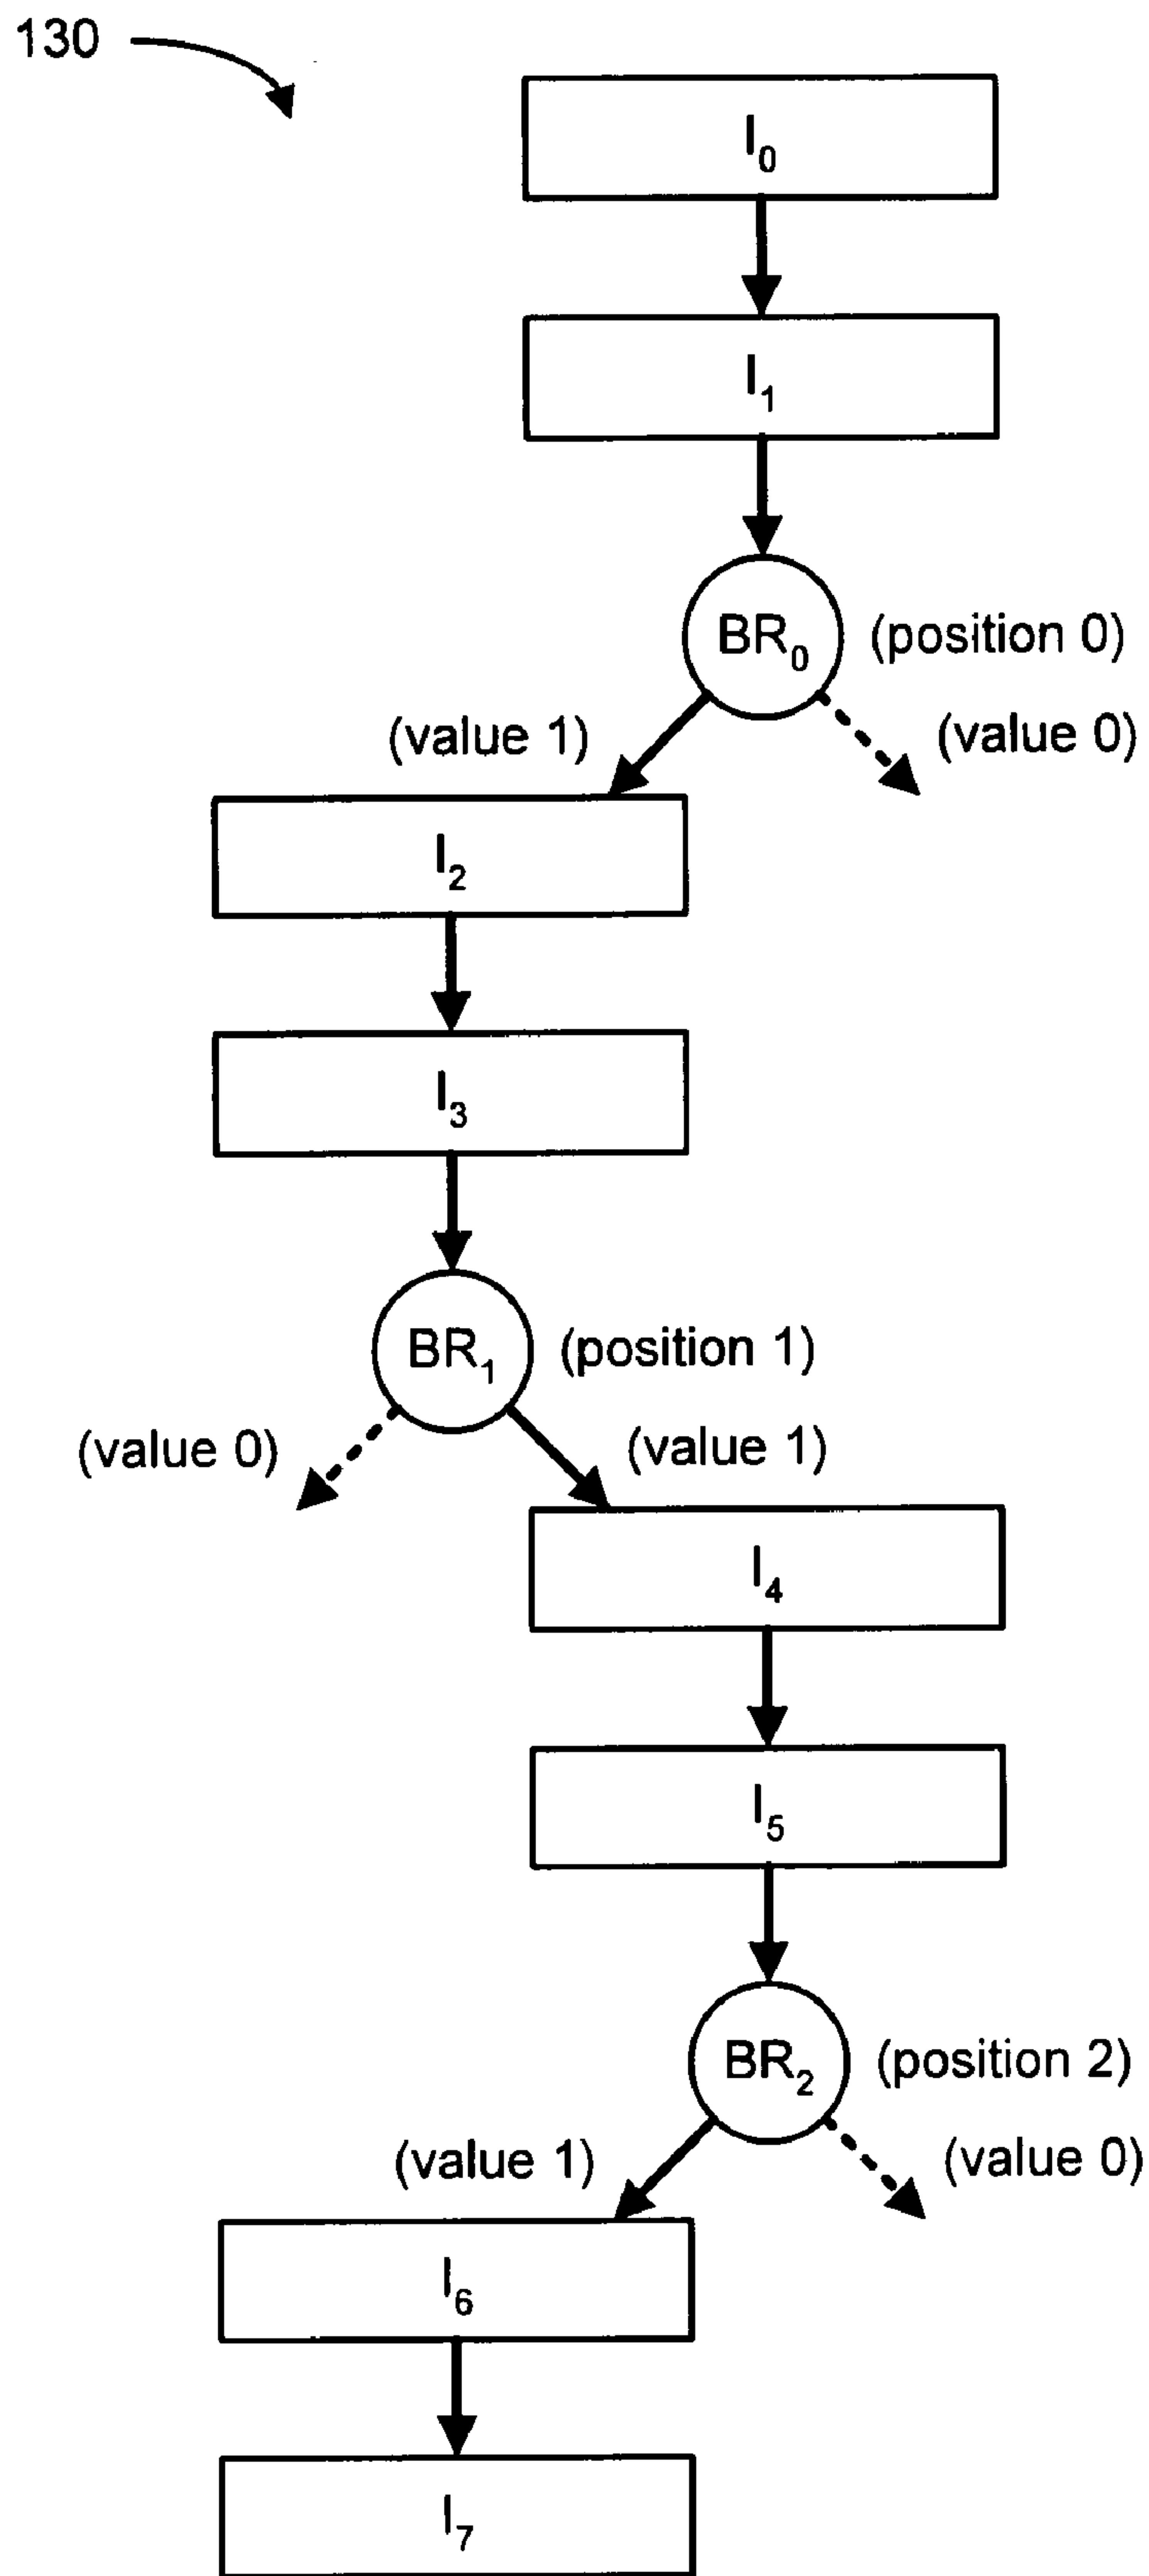 130
I₀
I₁
BR₀ (position 0)
(value 1) (value 0)
I₂
I₃
BR₁ (position 1)
(value 0) (value 1)
I₄
I₅
BR₂ (position 2)
(value 1) (value 0)
I₆
I₇